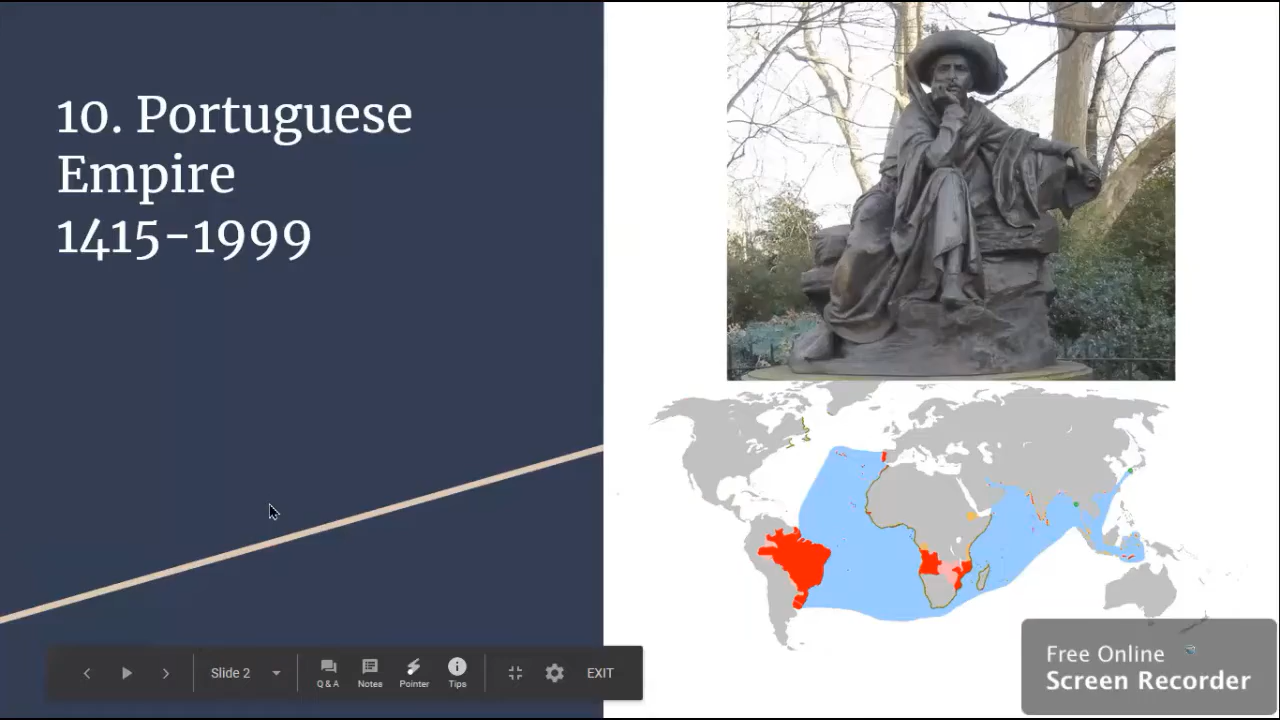 10. Portuguese
Empire
1415-1999
Slide 2
Q & A
Notes
Pointer
Tips
EXIT
Free Online
Screen Recorder